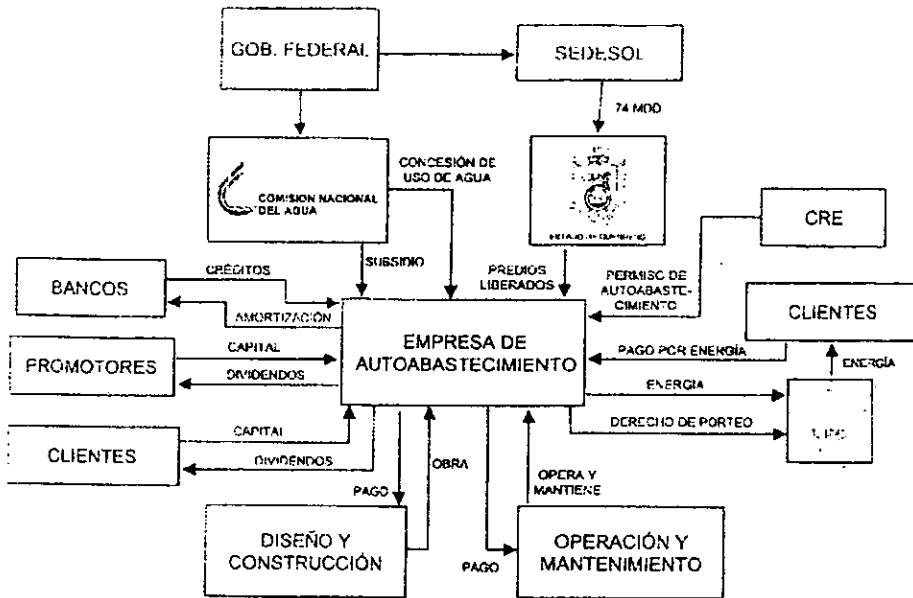 GOB. FEDERAL
SEDESOL
74 MDD
COMISION NACIONAL
DEL AGUA
CONCESIÓN DE
USO DE AGUA
CRE
SUBSIDIO
PREDIOS
LIBERADOS
PERMISO DE
AUTOABASTE-
CIMIENTO
BANCOS
CRÉDITOS
AMORTIZACIÓN
CLIENTES
EMPRESA DE
AUTOABASTECIMIENTO
PAGO POR ENERGÍA
ENERGÍA
PROMOTORES
CAPITAL
DIVIDENDOS
ENERGIA
DERECHO DE PORTEO
CLIENTES
CAPITAL
DIVIDENDOS
PAGO
OBRA
OPERA Y
MANTIENE
DISEÑO Y
CONSTRUCCIÓN
PAGO
OPERACIÓN Y
MANTENIMIENTO